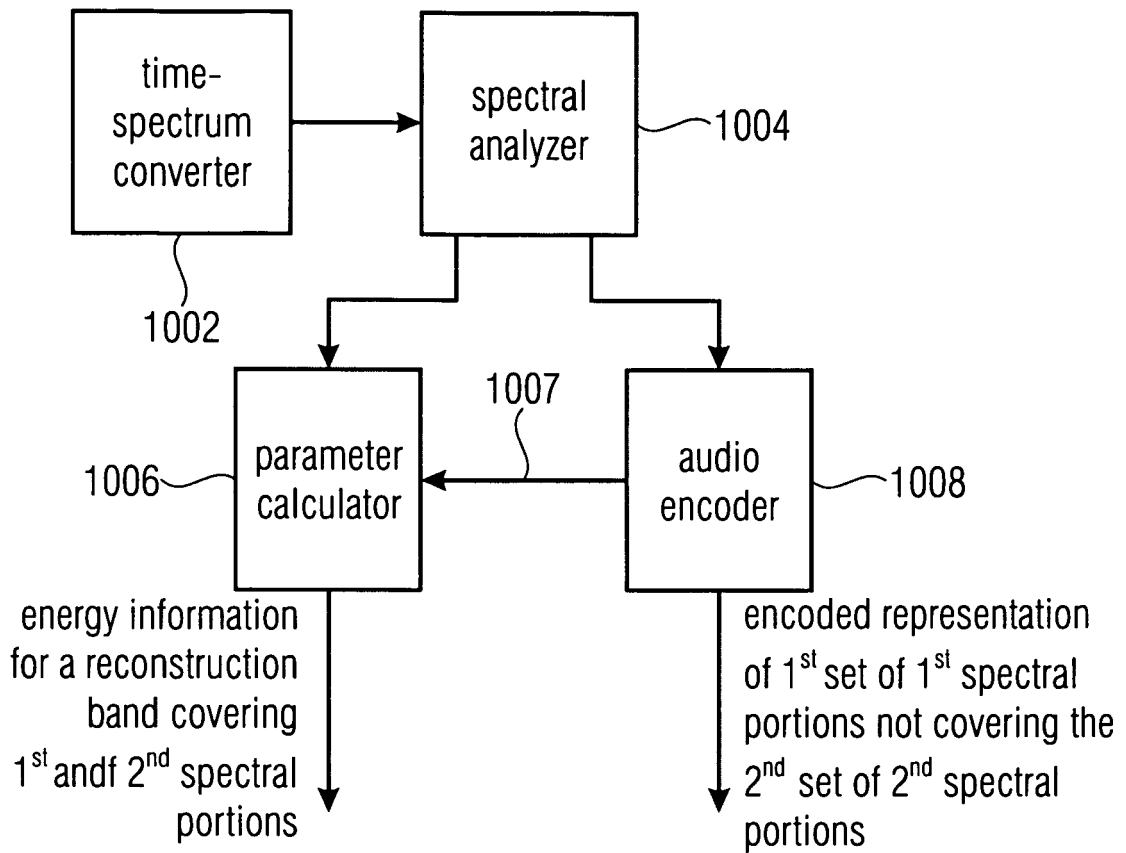 time-
spectrum
converter
spectral
analyzer
1004
1002
1007
parameter
calculator
1006
audio
encoder
1008
energy information
for a reconstruction
band covering
1st andf 2nd spectral
portions
encoded representation
of 1st set of 1st spectral
portions not covering the
2nd set of 2nd spectral
portions